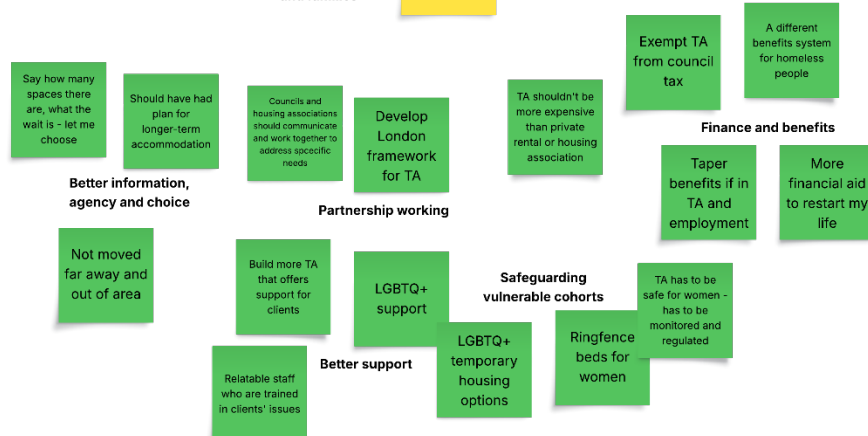 Say how many
spaces there
are, what the
wait is - let me
choose
Should have had
plan for
longer-term
accommodation
Better information,
agency and choice
Not moved
far away and
out of area
Councils and
housing associations
should communicate
and work together to
address spcecific
needs
Develop
London
framework
for TA
Partnership working
Build more TA
that offers
support for
clients
LGBTQ+
support
Better support
Relatable staff
who are trained
in clients' issues
TA shouldn't be
more expensive
than private
rental or housing
association
Exempt TA
from council
tax
A different
benefits system
for homeless
people
Finance and benefits
Taper
benefits if in
TA and
employment
More
financial aid
to restart my
life
Safeguarding
vulnerable cohorts
LGBTQ+
temporary
housing
options
Ringfence
beds for
women
TA has to be
safe for women -
has to be
monitored and
regulated